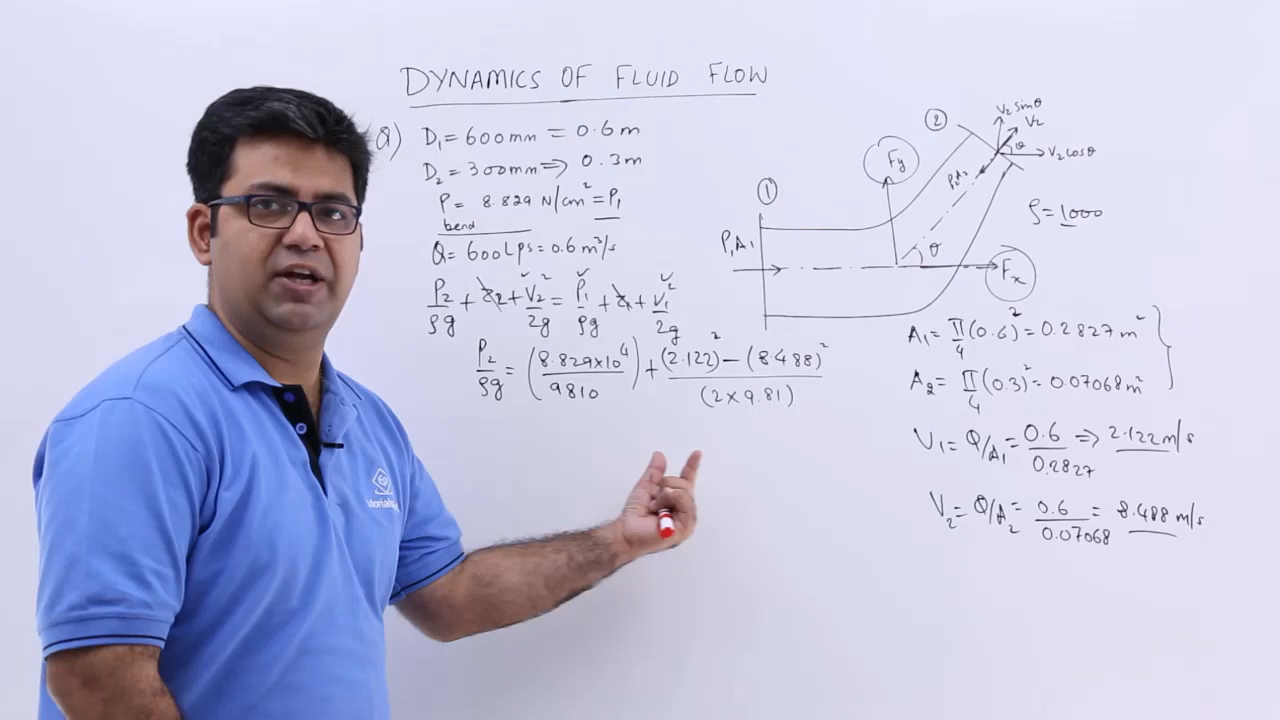 DYNAMICS OF FLUID FLOW
Q) D₁ = 600mm = 0.6m
D₂ = 300mm ⇒ 0.3m
P = 8.829 N/cm² = P₁
bend
Q = 600 Lps = 0.6 m³/s
P₂/ρg + Z₂ + V₂²/2g = P₁/ρg + Z₁ + V₁²/2g
P₂/ρg = (8.829×10⁴/9810) + (2.122)² − (8.488)²/(2×9.81)
①
P₁A₁
②
Fy
Fx
θ
P₂A₂
V₂ sinθ
V₂
θ
V₂ cosθ
ρ = 1000
A₁ = π/4 (0.6)² = 0.2827 m²
A₂ = π/4 (0.3)² = 0.07068 m²
V₁ = Q/A₁ = 0.6/0.2827 ⇒ 2.122 m/s
V₂ = Q/A₂ = 0.6/0.07068 = 8.488 m/s